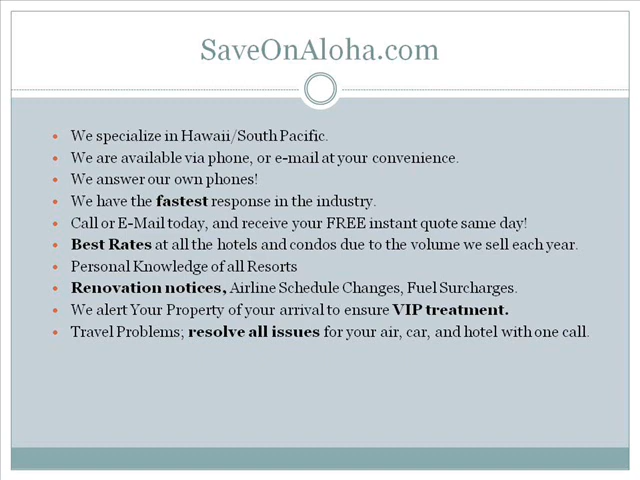 SaveOnAloha.com
We specialize in Hawaii/South Pacific.
We are available via phone, or e-mail at your convenience.
We answer our own phones!
We have the fastest response in the industry.
Call or E-Mail today, and receive your FREE instant quote same day!
Best Rates at all the hotels and condos due to the volume we sell each year.
Personal Knowledge of all Resorts
Renovation notices, Airline Schedule Changes, Fuel Surcharges.
We alert Your Property of your arrival to ensure VIP treatment.
Travel Problems; resolve all issues for your air, car, and hotel with one call.